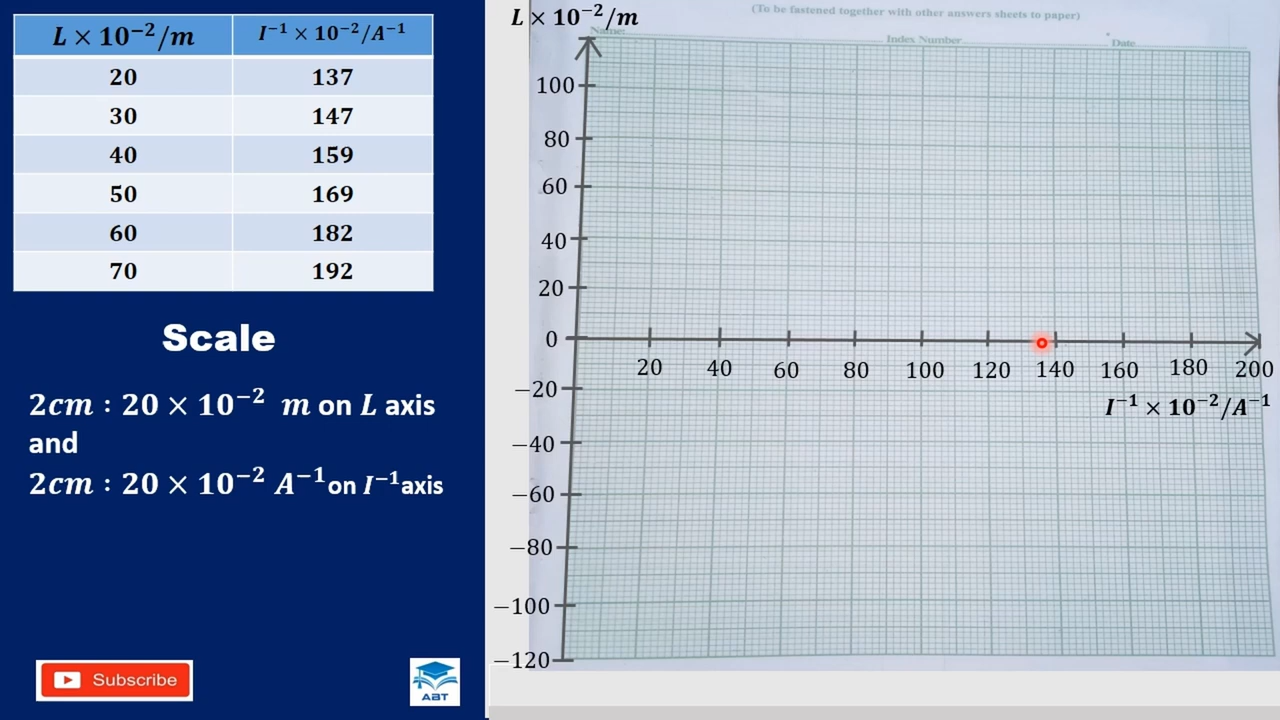 L × 10⁻²/m I⁻¹ × 10⁻²/A⁻¹
20 137
30 147
40 159
50 169
60 182
70 192
Scale
2cm : 20 × 10⁻² m on L axis
and
2cm : 20 × 10⁻² A⁻¹ on I⁻¹ axis
Subscribe
ABT
(To be fastened together with other answers sheets to paper)
L × 10⁻²/m
Name: Index Number Date
100
80
60
40
20
0
20 40 60 80 100 120 140 160 180 200
I⁻¹ × 10⁻²/A⁻¹
−20
−40
−60
−80
−100
−120